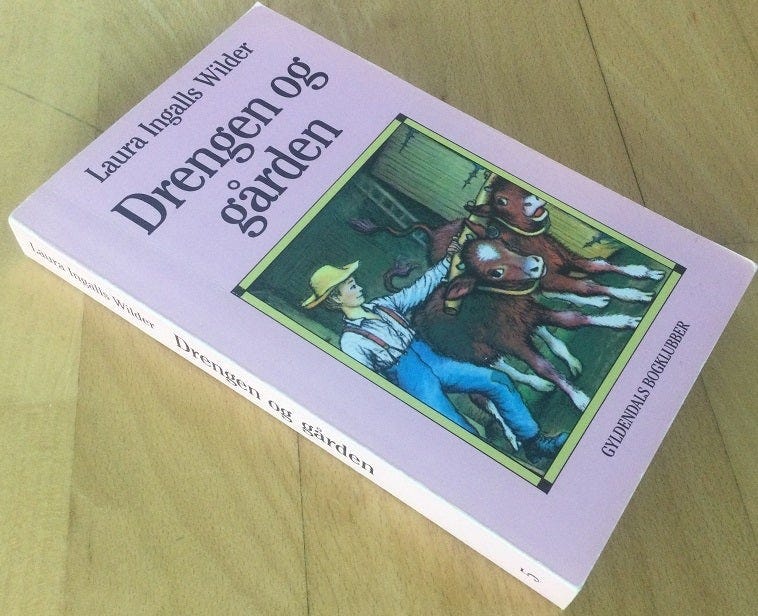 Laura Ingalls Wilder
Drengen og
gården
GYLDENDALS BOGKLUBBER
Laura Ingalls Wilder Drengen og gården 5